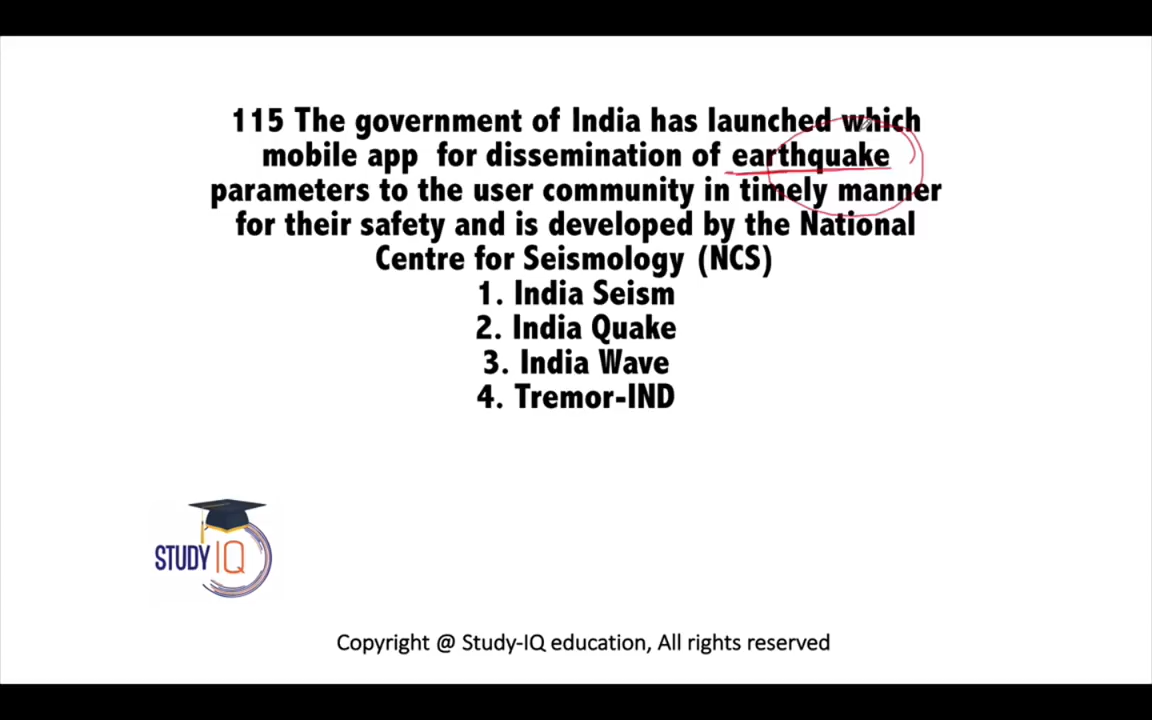 115 The government of India has launched which
mobile app for dissemination of earthquake
parameters to the user community in timely manner
for their safety and is developed by the National
Centre for Seismology (NCS)
1. India Seism
2. India Quake
3. India Wave
4. Tremor-IND
STUDY IQ
Copyright @ Study-IQ education, All rights reserved